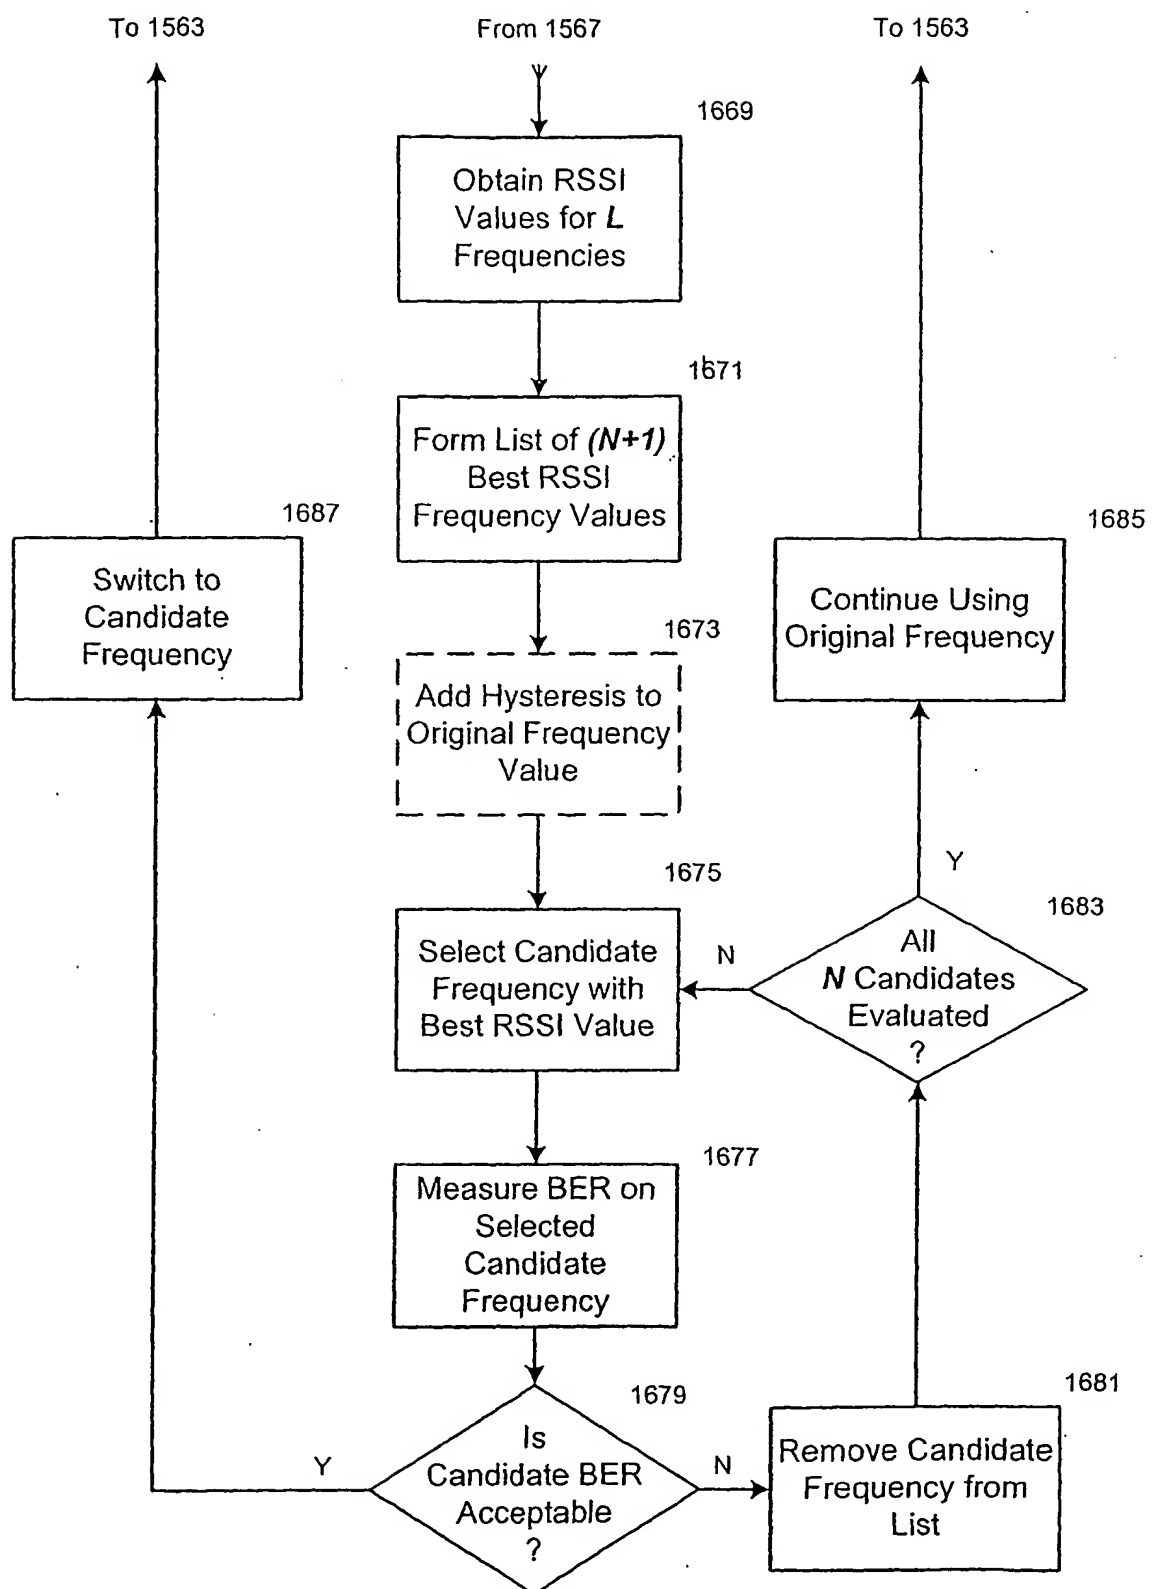 To 1563
From 1567
To 1563
1669
Obtain RSSI
Values for L
Frequencies
1671
Form List of (N+1)
Best RSSI
Frequency Values
1687
Switch to
Candidate
Frequency
1685
Continue Using
Original Frequency
1673
Add Hysteresis to
Original Frequency
Value
1675
Select Candidate
Frequency with
Best RSSI Value
N
Y
1683
All
N Candidates
Evaluated
?
1677
Measure BER on
Selected
Candidate
Frequency
1679
Is
Candidate BER
Acceptable
?
Y
N
1681
Remove Candidate
Frequency from
List